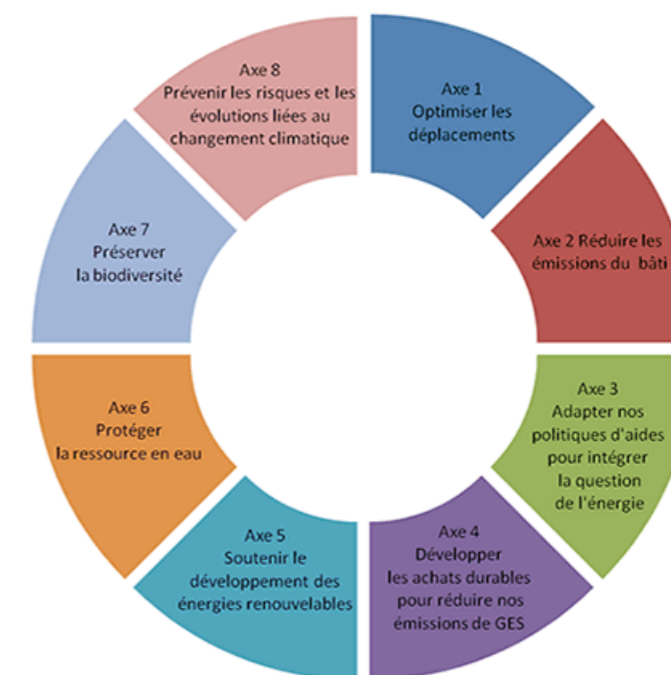 Axe 1
Optimiser les
déplacements
Axe 2 Réduire les
émissions du bâti
Axe 3
Adapter nos
politiques d'aides
pour intégrer
la question
de l'énergie
Axe 4
Développer
les achats durables
pour réduire nos
émissions de GES
Axe 5
Soutenir le
développement des
énergies renouvelables
Axe 6
Protéger
la ressource en eau
Axe 7
Préserver
la biodiversité
Axe 8
Prévenir les risques et les
évolutions liées au
changement climatique